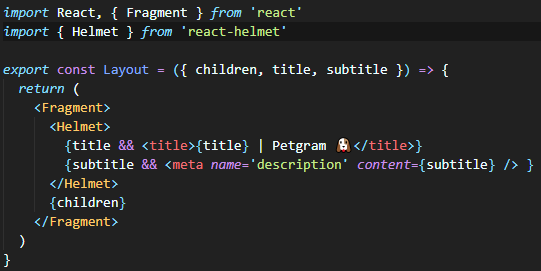 import React, { Fragment } from 'react'
import { Helmet } from 'react-helmet'

export const Layout = ({ children, title, subtitle }) => {
  return (
    <Fragment>
      <Helmet>
        {title && <title>{title} | Petgram 🐶</title>}
        {subtitle && <meta name='description' content={subtitle} /> }
      </Helmet>
      {children}
    </Fragment>
  )
}